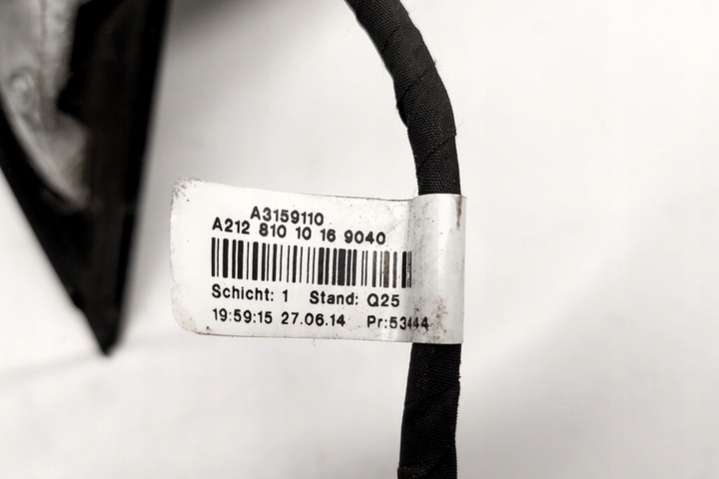 A3159110
A212 810 10 16 9040
Schicht: 1 Stand: Q25
19:59:15 27.06.14 Pr:53444